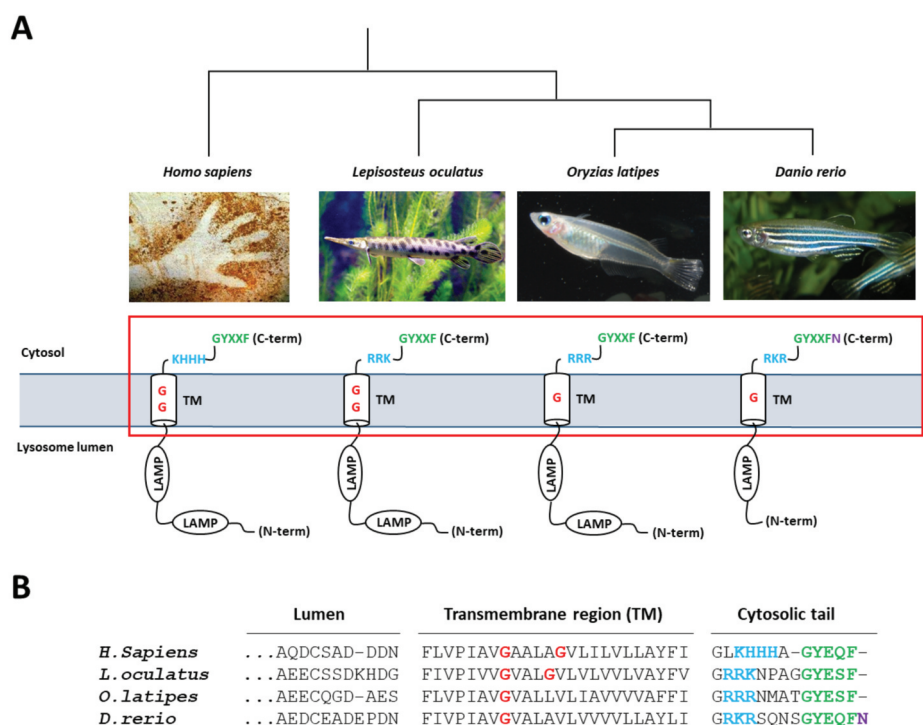 A
Homo sapiens Lepisosteus oculatus Oryzias latipes Danio rerio
GYXXF (C-term) GYXXF (C-term) GYXXF (C-term) GYXXFN (C-term)
Cytosol
KHHH RRK RRR RKR
G G G G
G G
TM TM TM TM
Lysosome lumen
LAMP LAMP LAMP LAMP
LAMP (N-term) LAMP (N-term) LAMP (N-term) (N-term)
B
Lumen Transmembrane region (TM) Cytosolic tail
H.Sapiens ...AQDCSAD-DDN FLVPIAVGAALAGVLILVLLAYFI GLKHHHA-GYEQF-
L.oculatus ...AEECSSDKHDG FIVPIAVGVALGVLIVLVLVAYFV GRRKNPAGGYESF-
O.latipes ...AEECQGD-AES FLVPIAVGVALLVLIAVVVVAFFI GRRRNMATGYESF-
D.rerio ...AEDCEADEPDN FIVPIAVGVALAVLVVVVLLAYFI GRKRSQNSGYEQFN